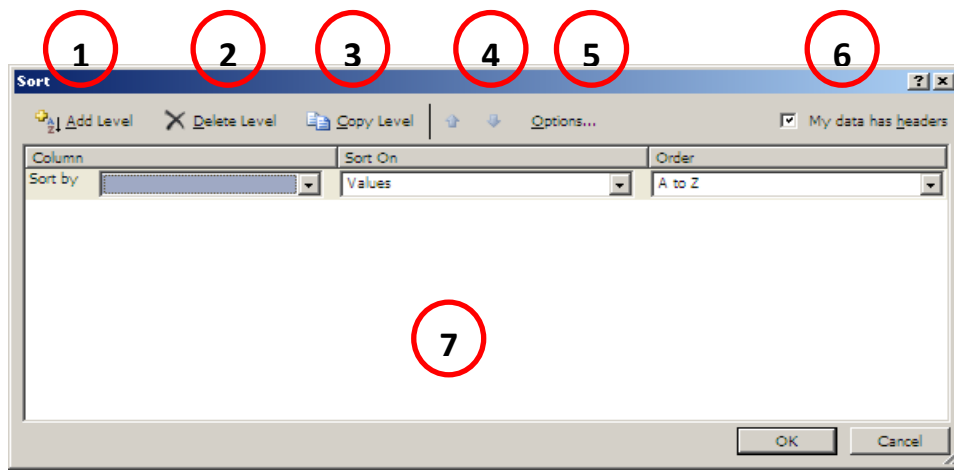 1 2 3 4 5 6
Sort
Add Level Delete Level Copy Level Options... My data has headers
Column Sort On Order
Sort by Values A to Z
7
OK Cancel